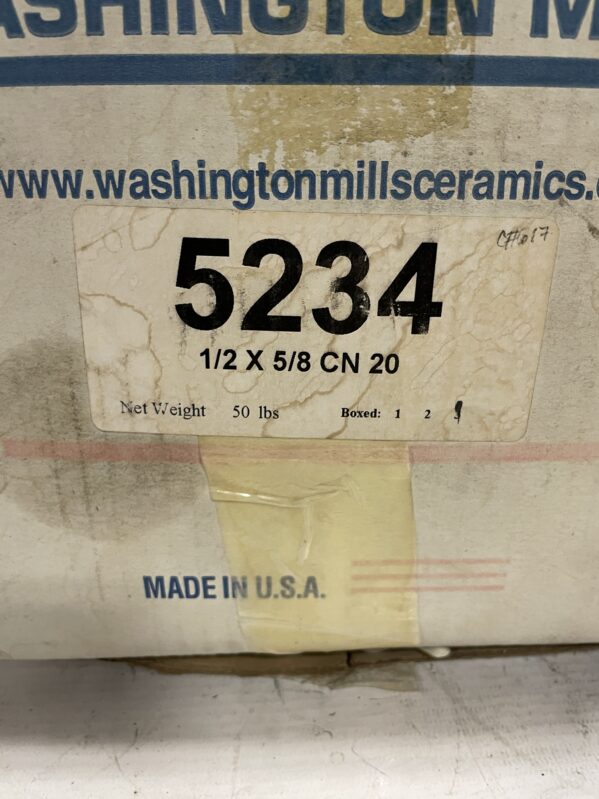 ASHINGTON M
www.washingtonmillsceramics.
5234
1/2 X 5/8 CN 20
Net Weight 50 lbs Boxed: 1 2
MADE IN U.S.A.